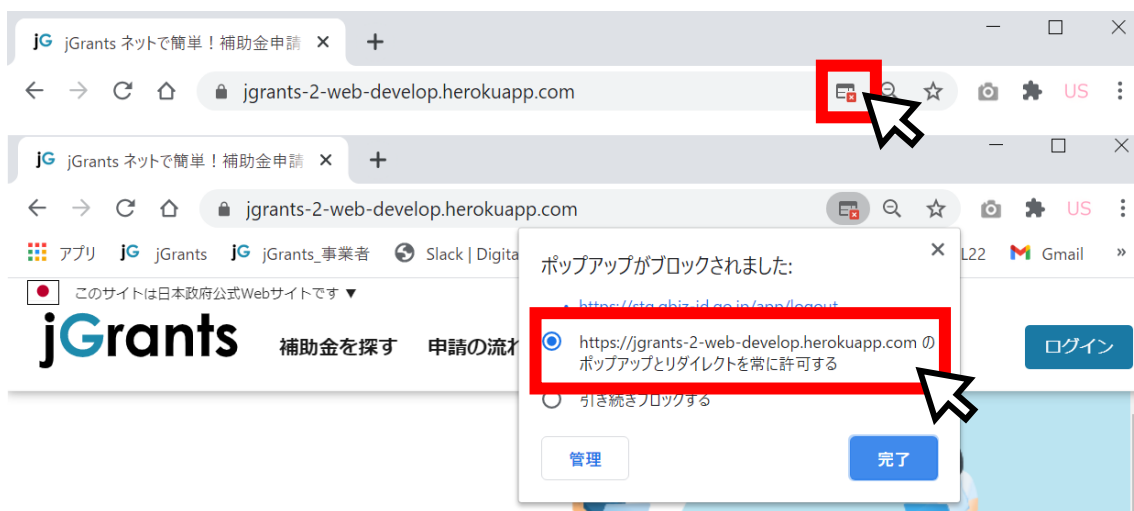 jG jGrants ネットで簡単！補助金申請
jgrants-2-web-develop.herokuapp.com
US
jG jGrants ネットで簡単！補助金申請
jgrants-2-web-develop.herokuapp.com
US
アプリ jG jGrants jG jGrants_事業者 Slack | Digita L22 Gmail »
このサイトは日本政府公式Webサイトです ▼
jGrants 補助金を探す 申請の流れ ログイン
ポップアップがブロックされました:
https://stg.gbiz-id.go.jp/app/logout
https://jgrants-2-web-develop.herokuapp.com の
ポップアップとリダイレクトを常に許可する
引き続きブロックする
管理 完了